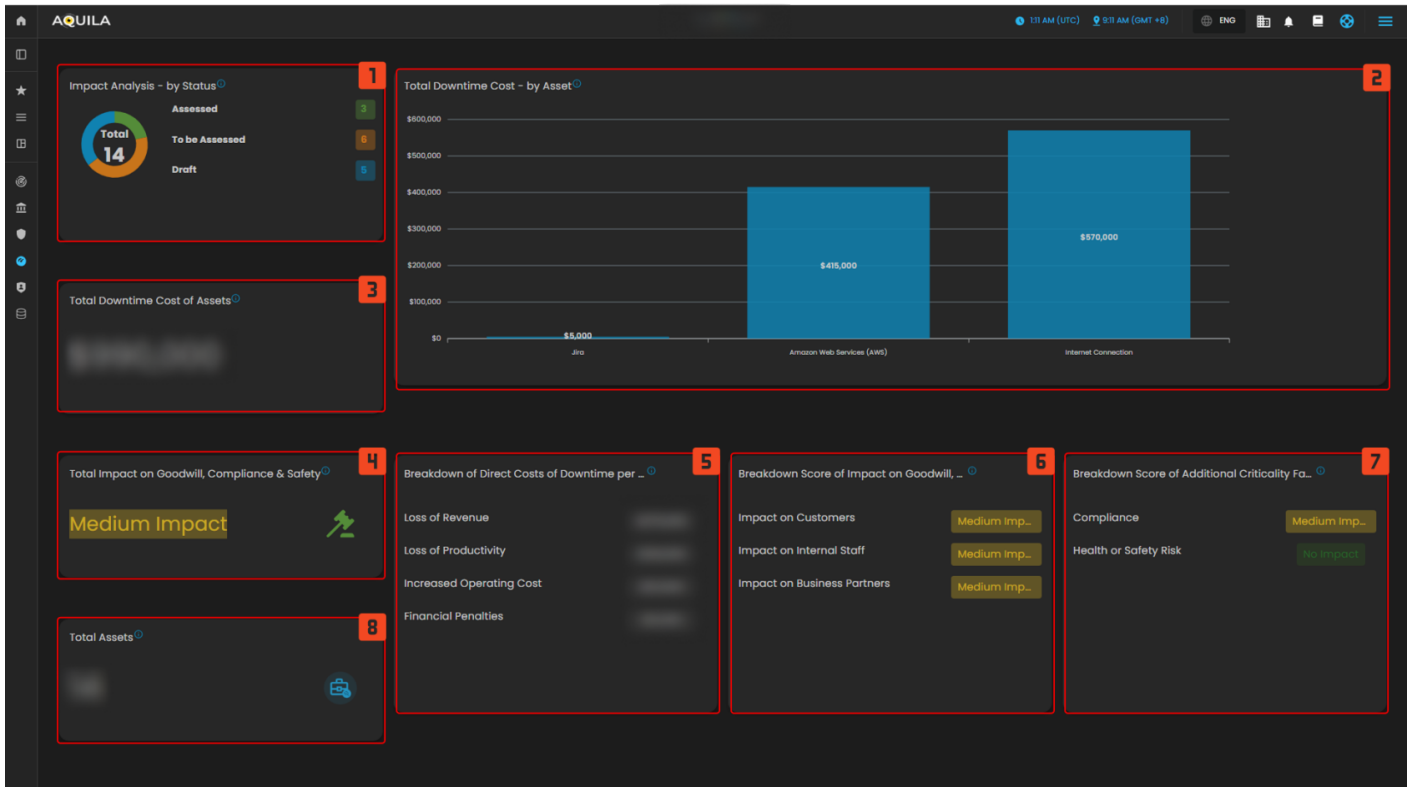 AQUILA
1:11 AM (UTC)
9:11 AM (GMT +8)
ENG
1
Impact Analysis - by Status
Total
14
Assessed 3
To be Assessed 6
Draft 5
2
Total Downtime Cost - by Asset
$600,000
$500,000
$400,000
$300,000
$200,000
$100,000
$0
$5,000
$415,000
$570,000
Jira
Amazon Web Services (AWS)
Internet Connection
3
Total Downtime Cost of Assets
$990,000
4
Total Impact on Goodwill, Compliance & Safety
Medium Impact
5
Breakdown of Direct Costs of Downtime per ...
Loss of Revenue
Loss of Productivity
Increased Operating Cost
Financial Penalties
6
Breakdown Score of Impact on Goodwill, ...
Impact on Customers Medium Imp...
Impact on Internal Staff Medium Imp...
Impact on Business Partners Medium Imp...
7
Breakdown Score of Additional Criticality Fa...
Compliance Medium Imp...
Health or Safety Risk No Impact
8
Total Assets